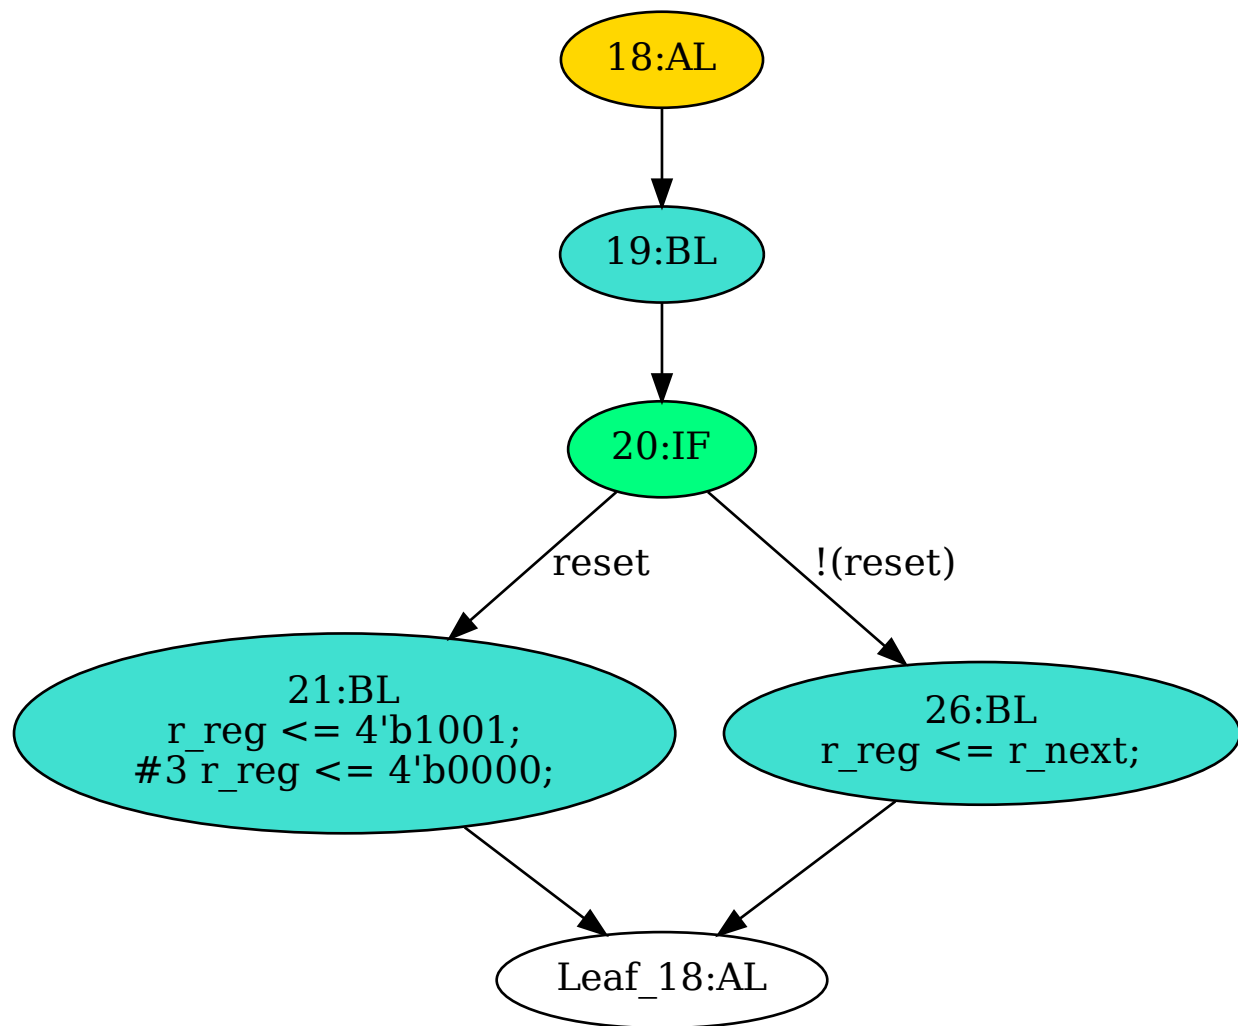 18:AL
19:BL
20:IF
reset
!(reset)
21:BL
r_reg <= 4'b1001;
#3 r_reg <= 4'b0000;
26:BL
r_reg <= r_next;
Leaf_18:AL